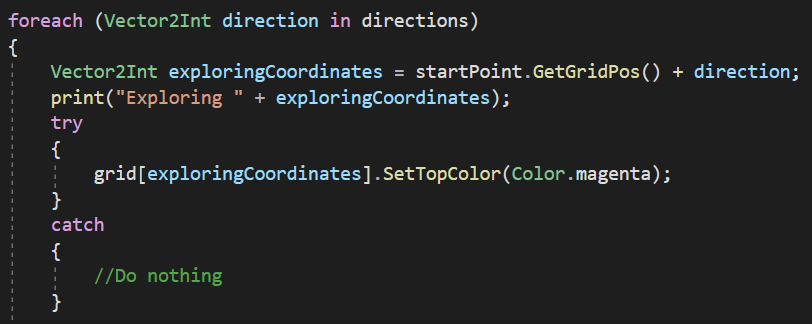 foreach (Vector2Int direction in directions)
{
Vector2Int exploringCoordinates = startPoint.GetGridPos() + direction;
print("Exploring " + exploringCoordinates);
try
{
grid[exploringCoordinates].SetTopColor(Color.magenta);
}
catch
{
//Do nothing
}